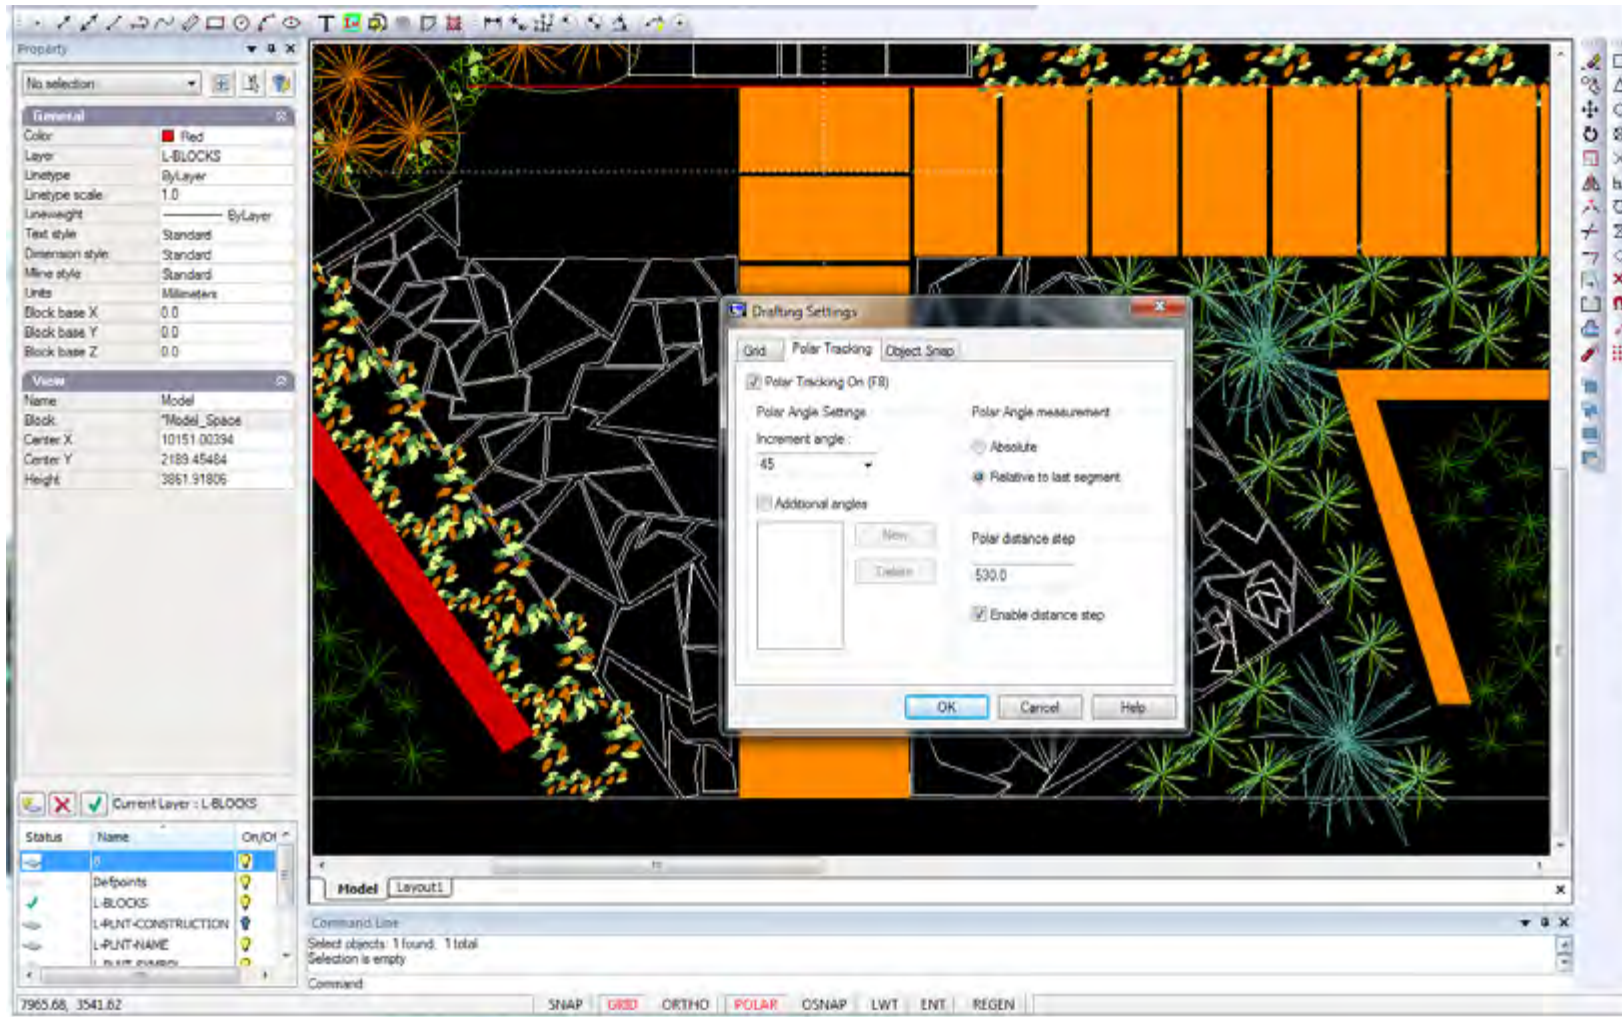 Property
No selection
General
Color Red
Layer L-BLOCKS
Linetype ByLayer
Linetype scale 1.0
Lineweight ByLayer
Text style Standard
Dimension style Standard
Mline style Standard
Units Millimeters
Block base X 0.0
Block base Y 0.0
Block base Z 0.0
View
Name Model
Block *Model_Space
Center X 10151.00394
Center Y 2189.45484
Height 3861.91806
Drafting Settings
Grid Polar Tracking Object Snap
Polar Tracking On (F8)
Polar Angle Settings Polar Angle measurement
Increment angle : Absolute
45 Relative to last segment
Additional angles
New Polar distance step
Delete 530.0
Enable distance step
OK Cancel Help
Current Layer : L-BLOCKS
Status Name On/Of
0
Defpoints
L-BLOCKS
L-PLNT-CONSTRUCTION
L-PLNT-NAME
L-PLNT-SYMBOL
Model Layout1
Command Line
Select objects: 1 found, 1 total
Selection is empty
Command
7965.68, 3541.62 SNAP GRID ORTHO POLAR OSNAP LWT ENT REGEN